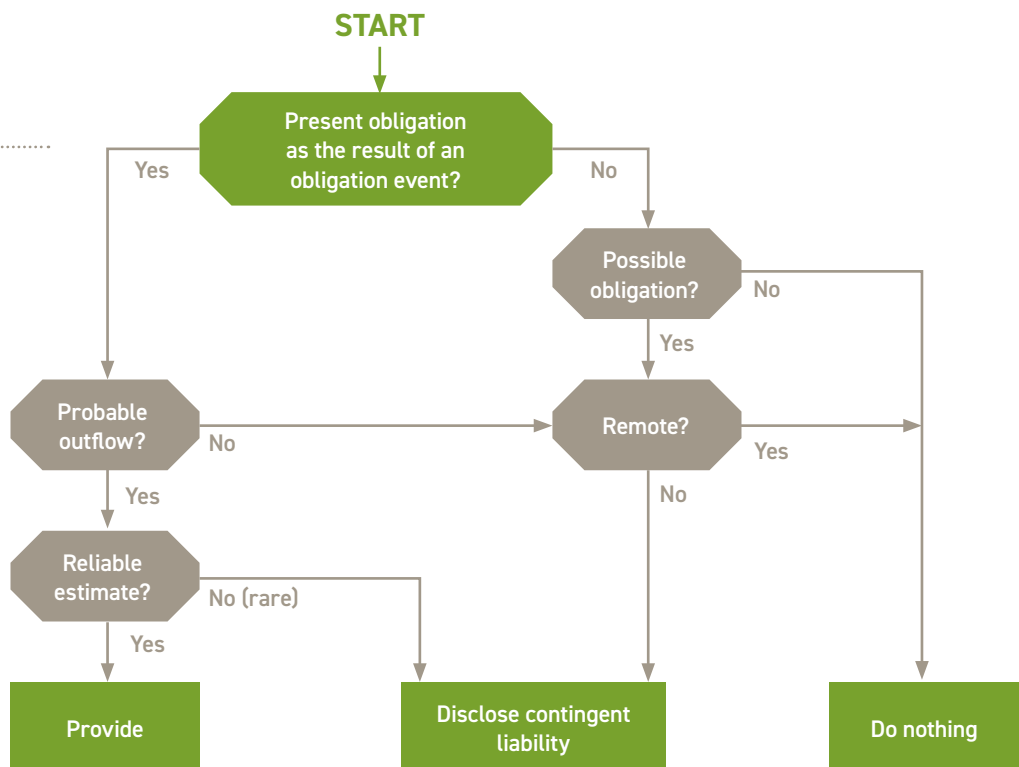 START
Present obligation
as the result of an
obligation event?
Yes
No
Possible
obligation?
No
Yes
Probable
outflow?
No
Remote?
Yes
Yes
No
Reliable
estimate?
No (rare)
Yes
Provide
Disclose contingent
liability
Do nothing